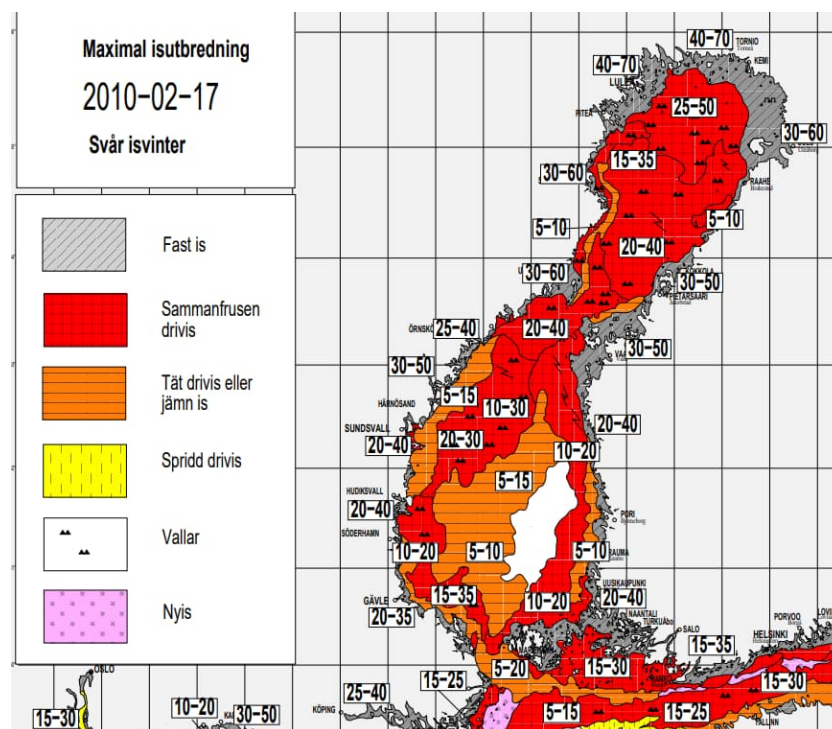 Maximal isutbredning
2010-02-17
Svår isvinter
Fast is
Sammanfrusen
drivis
Tät drivis eller
jämn is
Spridd drivis
Vallar
Nyis
40-70
TORNIO
Torneå
KEMI
40-70
LULEÅ
25-50
PITEÅ
30-60
15-35
30-60
RAAHE
Brahestad
5-10
5-10
20-40
30-60
KOKKOLA
30-50
PIETARSAARI
25-40
ÖRNSKÖ
20-40
30-50
30-50
5-15
HÄRNÖSAND
10-30
SUNDSVALL
20-40
20-40
20-30
10-20
5-15
HUDIKSVALL
20-40
PORI
Björneborg
SÖDERHAMN
10-20
5-10
5-10
RAUMA
UUSIKAUPUNKI
GÄVLE
15-35
10-20
20-40
NAANTALI
20-35
TURKU
SALO
PORVOO
LOVI
HELSINKI
15-35
5-20
15-30
OSLO
15-25
15-30
25-40
10-20
KÖPING
30-50
15-30
5-15
15-25
TALLINN